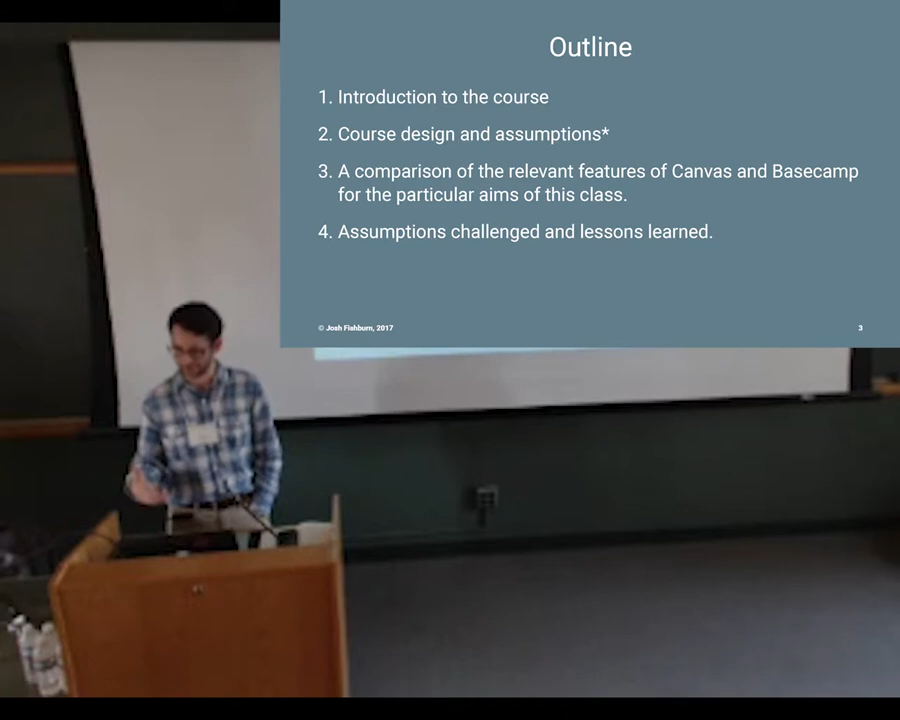 Outline
1. Introduction to the course
2. Course design and assumptions*
3. A comparison of the relevant features of Canvas and Basecamp
for the particular aims of this class.
4. Assumptions challenged and lessons learned.
© Josh Fishburn, 2017
3